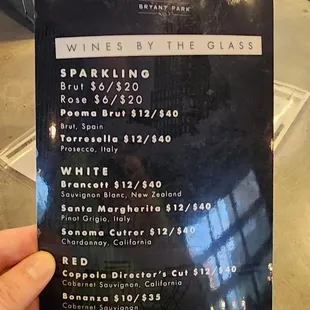 BRYANT PARK
WINES BY THE GLASS
SPARKLING
Brut $6/$20
Rose $6/$20
Poema Brut $12/$40
Brut, Spain
Torresella $12/$40
Prosecco, Italy
WHITE
Brancott $12/$40
Sauvignon Blanc, New Zealand
Santa Margherita $12/$40
Pinot Grigio, Italy
Sonoma Cutrer $12/$40
Chardonnay, California
RED
Coppola Director's Cut $12/$40
Cabernet Sauvignon, California
Bonanza $10/$35
Cabernet Sauvignon